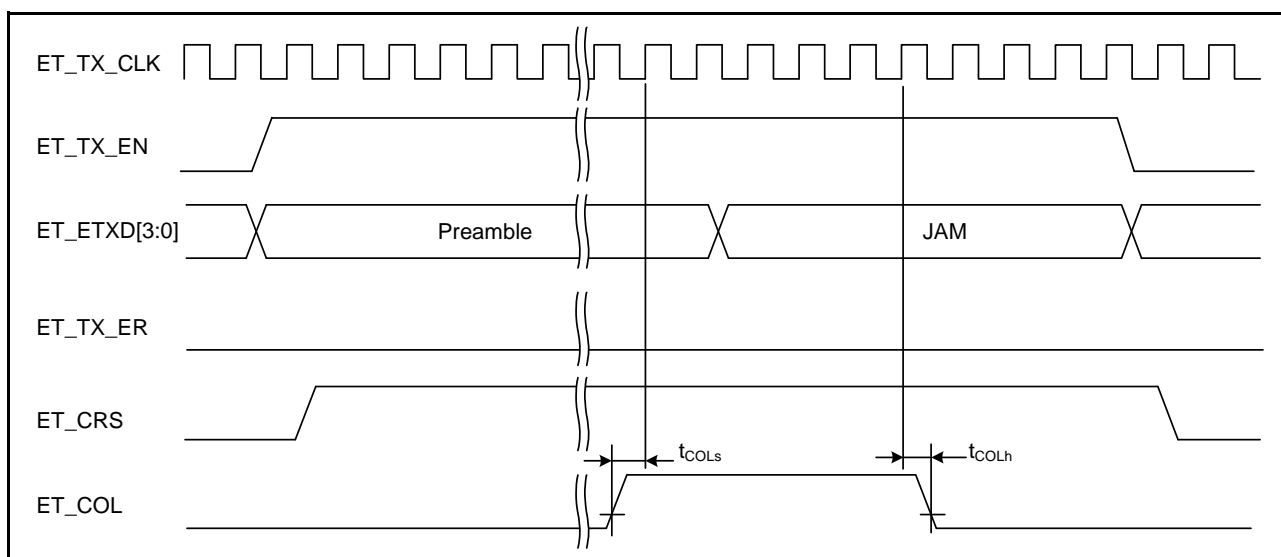 ET_TX_CLK
ET_TX_EN
ET_ETXD[3:0]
Preamble
JAM
ET_TX_ER
ET_CRS
tCOLs
tCOLh
ET_COL